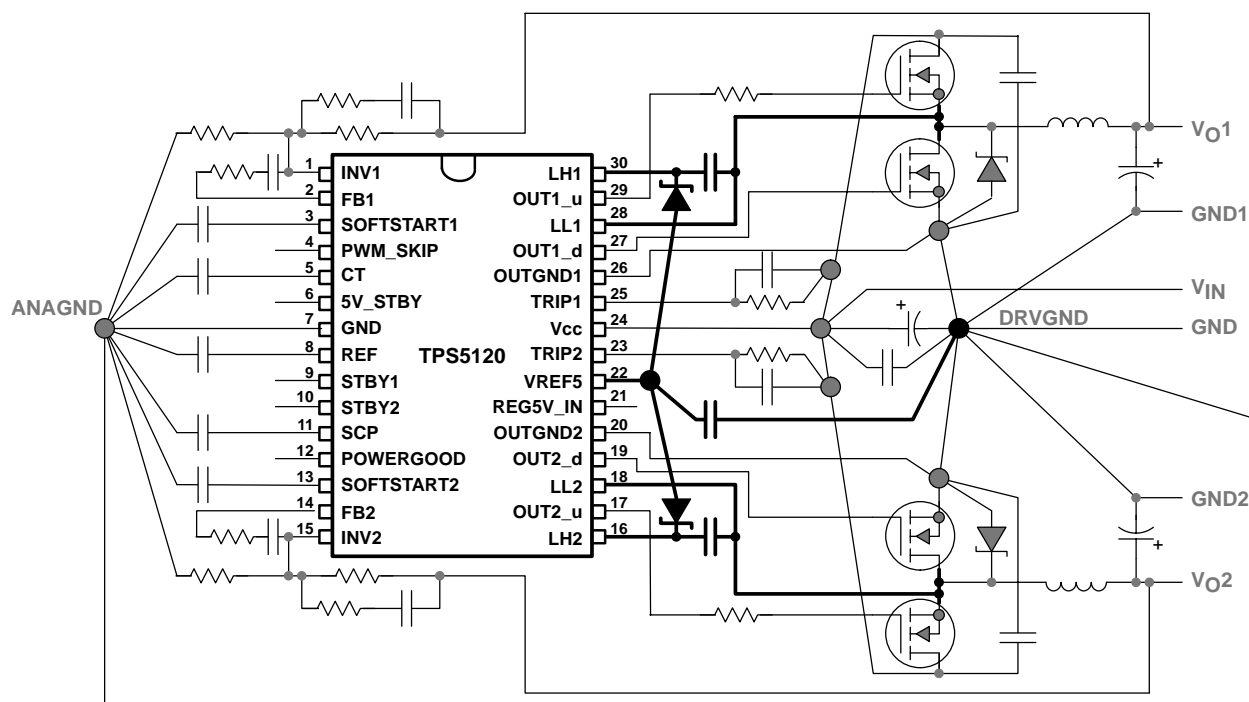 VO1
GND1
VIN
DRVGND
GND
GND2
VO2
ANAGND
TPS5120
1 INV1
2 FB1
3 SOFTSTART1
4 PWM_SKIP
5 CT
6 5V_STBY
7 GND
8 REF
9 STBY1
10 STBY2
11 SCP
12 POWERGOOD
13 SOFTSTART2
14 FB2
15 INV2
LH1 30
OUT1_u 29
LL1 28
OUT1_d 27
OUTGND1 26
TRIP1 25
Vcc 24
TRIP2 23
VREF5 22
REG5V_IN 21
OUTGND2 20
OUT2_d 19
LL2 18
OUT2_u 17
LH2 16
+
+
+